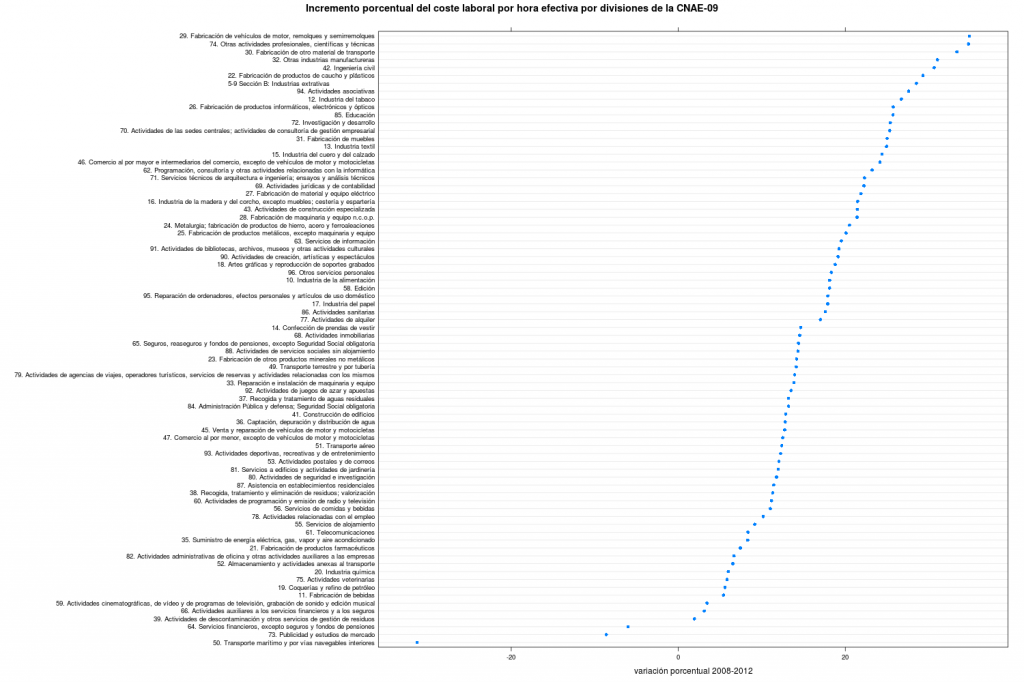 Incremento porcentual del coste laboral por hora efectiva por divisiones de la CNAE-09
29. Fabricación de vehículos de motor, remolques y semirremolques
74. Otras actividades profesionales, científicas y técnicas
30. Fabricación de otro material de transporte
32. Otras industrias manufactureras
42. Ingeniería civil
22. Fabricación de productos de caucho y plásticos
5-9 Sección B: Industrias extrativas
94. Actividades asociativas
12. Industria del tabaco
26. Fabricación de productos informáticos, electrónicos y ópticos
85. Educación
72. Investigación y desarrollo
70. Actividades de las sedes centrales; actividades de consultoría de gestión empresarial
31. Fabricación de muebles
13. Industria textil
15. Industria del cuero y del calzado
46. Comercio al por mayor e intermediarios del comercio, excepto de vehículos de motor y motocicletas
62. Programación, consultoría y otras actividades relacionadas con la informática
71. Servicios técnicos de arquitectura e ingeniería; ensayos y análisis técnicos
69. Actividades jurídicas y de contabilidad
27. Fabricación de material y equipo eléctrico
16. Industria de la madera y del corcho, excepto muebles; cestería y espartería
43. Actividades de construcción especializada
28. Fabricación de maquinaria y equipo n.c.o.p.
24. Metalurgia; fabricación de productos de hierro, acero y ferroaleaciones
25. Fabricación de productos metálicos, excepto maquinaria y equipo
63. Servicios de información
91. Actividades de bibliotecas, archivos, museos y otras actividades culturales
90. Actividades de creación, artísticas y espectáculos
18. Artes gráficas y reproducción de soportes grabados
96. Otros servicios personales
10. Industria de la alimentación
58. Edición
95. Reparación de ordenadores, efectos personales y artículos de uso doméstico
17. Industria del papel
86. Actividades sanitarias
77. Actividades de alquiler
14. Confección de prendas de vestir
68. Actividades inmobiliarias
65. Seguros, reaseguros y fondos de pensiones, excepto Seguridad Social obligatoria
88. Actividades de servicios sociales sin alojamiento
23. Fabricación de otros productos minerales no metálicos
49. Transporte terrestre y por tubería
79. Actividades de agencias de viajes, operadores turísticos, servicios de reservas y actividades relacionadas con los mismos
33. Reparación e instalación de maquinaria y equipo
92. Actividades de juegos de azar y apuestas
37. Recogida y tratamiento de aguas residuales
84. Administración Pública y defensa; Seguridad Social obligatoria
41. Construcción de edificios
36. Captación, depuración y distribución de agua
45. Venta y reparación de vehículos de motor y motocicletas
47. Comercio al por menor, excepto de vehículos de motor y motocicletas
51. Transporte aéreo
93. Actividades deportivas, recreativas y de entretenimiento
53. Actividades postales y de correos
81. Servicios a edificios y actividades de jardinería
80. Actividades de seguridad e investigación
87. Asistencia en establecimientos residenciales
38. Recogida, tratamiento y eliminación de residuos; valorización
60. Actividades de programación y emisión de radio y televisión
56. Servicios de comidas y bebidas
78. Actividades relacionadas con el empleo
55. Servicios de alojamiento
61. Telecomunicaciones
35. Suministro de energía eléctrica, gas, vapor y aire acondicionado
21. Fabricación de productos farmacéuticos
82. Actividades administrativas de oficina y otras actividades auxiliares a las empresas
52. Almacenamiento y actividades anexas al transporte
20. Industria química
75. Actividades veterinarias
19. Coquerías y refino de petróleo
11. Fabricación de bebidas
59. Actividades cinematográficas, de vídeo y de programas de televisión, grabación de sonido y edición musical
66. Actividades auxiliares a los servicios financieros y a los seguros
39. Actividades de descontaminación y otros servicios de gestión de residuos
64. Servicios financieros, excepto seguros y fondos de pensiones
73. Publicidad y estudios de mercado
50. Transporte marítimo y por vías navegables interiores
-20 0 20
variación porcentual 2008-2012